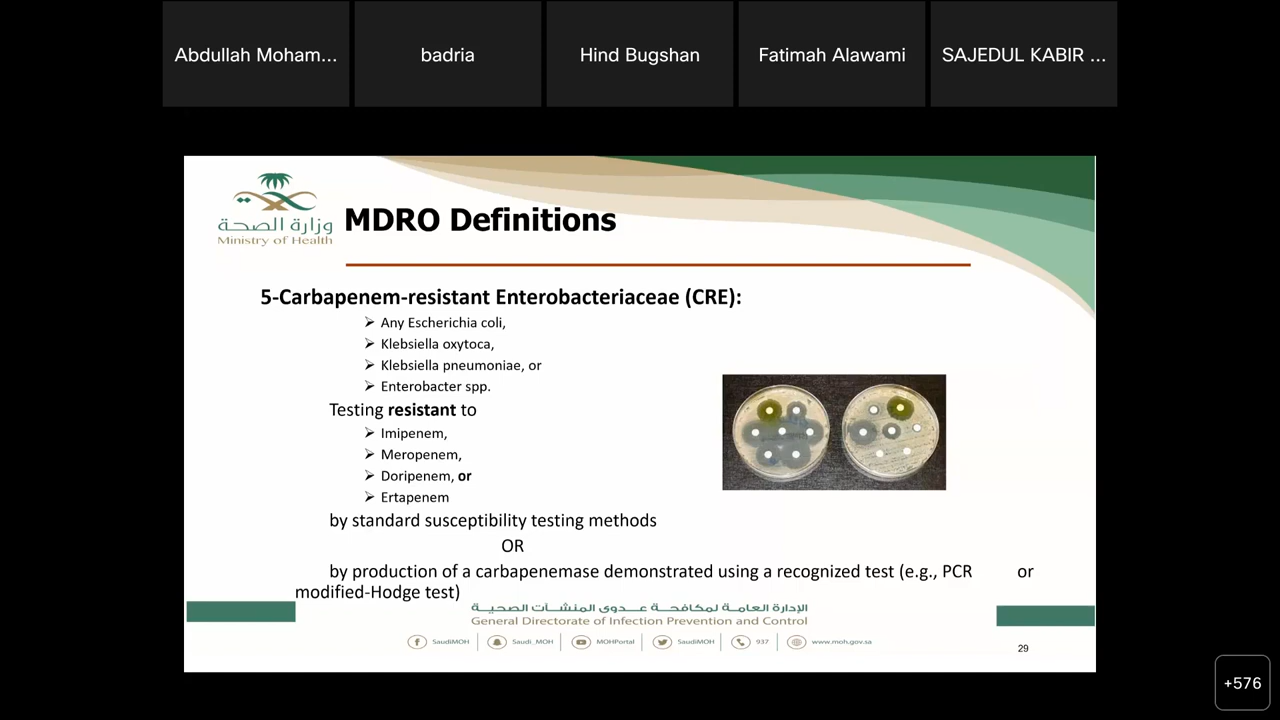 Abdullah Moham...
badria
Hind Bugshan
Fatimah Alawami
SAJEDUL KABIR ...
وزارة الصحة
Ministry of Health
MDRO Definitions
5-Carbapenem-resistant Enterobacteriaceae (CRE):
➢ Any Escherichia coli,
➢ Klebsiella oxytoca,
➢ Klebsiella pneumoniae, or
➢ Enterobacter spp.
Testing resistant to
➢ Imipenem,
➢ Meropenem,
➢ Doripenem, or
➢ Ertapenem
by standard susceptibility testing methods
OR
by production of a carbapenemase demonstrated using a recognized test (e.g., PCR or
modified-Hodge test)
الإدارة العامة لمكافحة عدوى المنشآت الصحية
General Directorate of Infection Prevention and Control
SaudiMOH
Saudi_MOH
MOHPortal
SaudiMOH
937
www.moh.gov.sa
29
+576